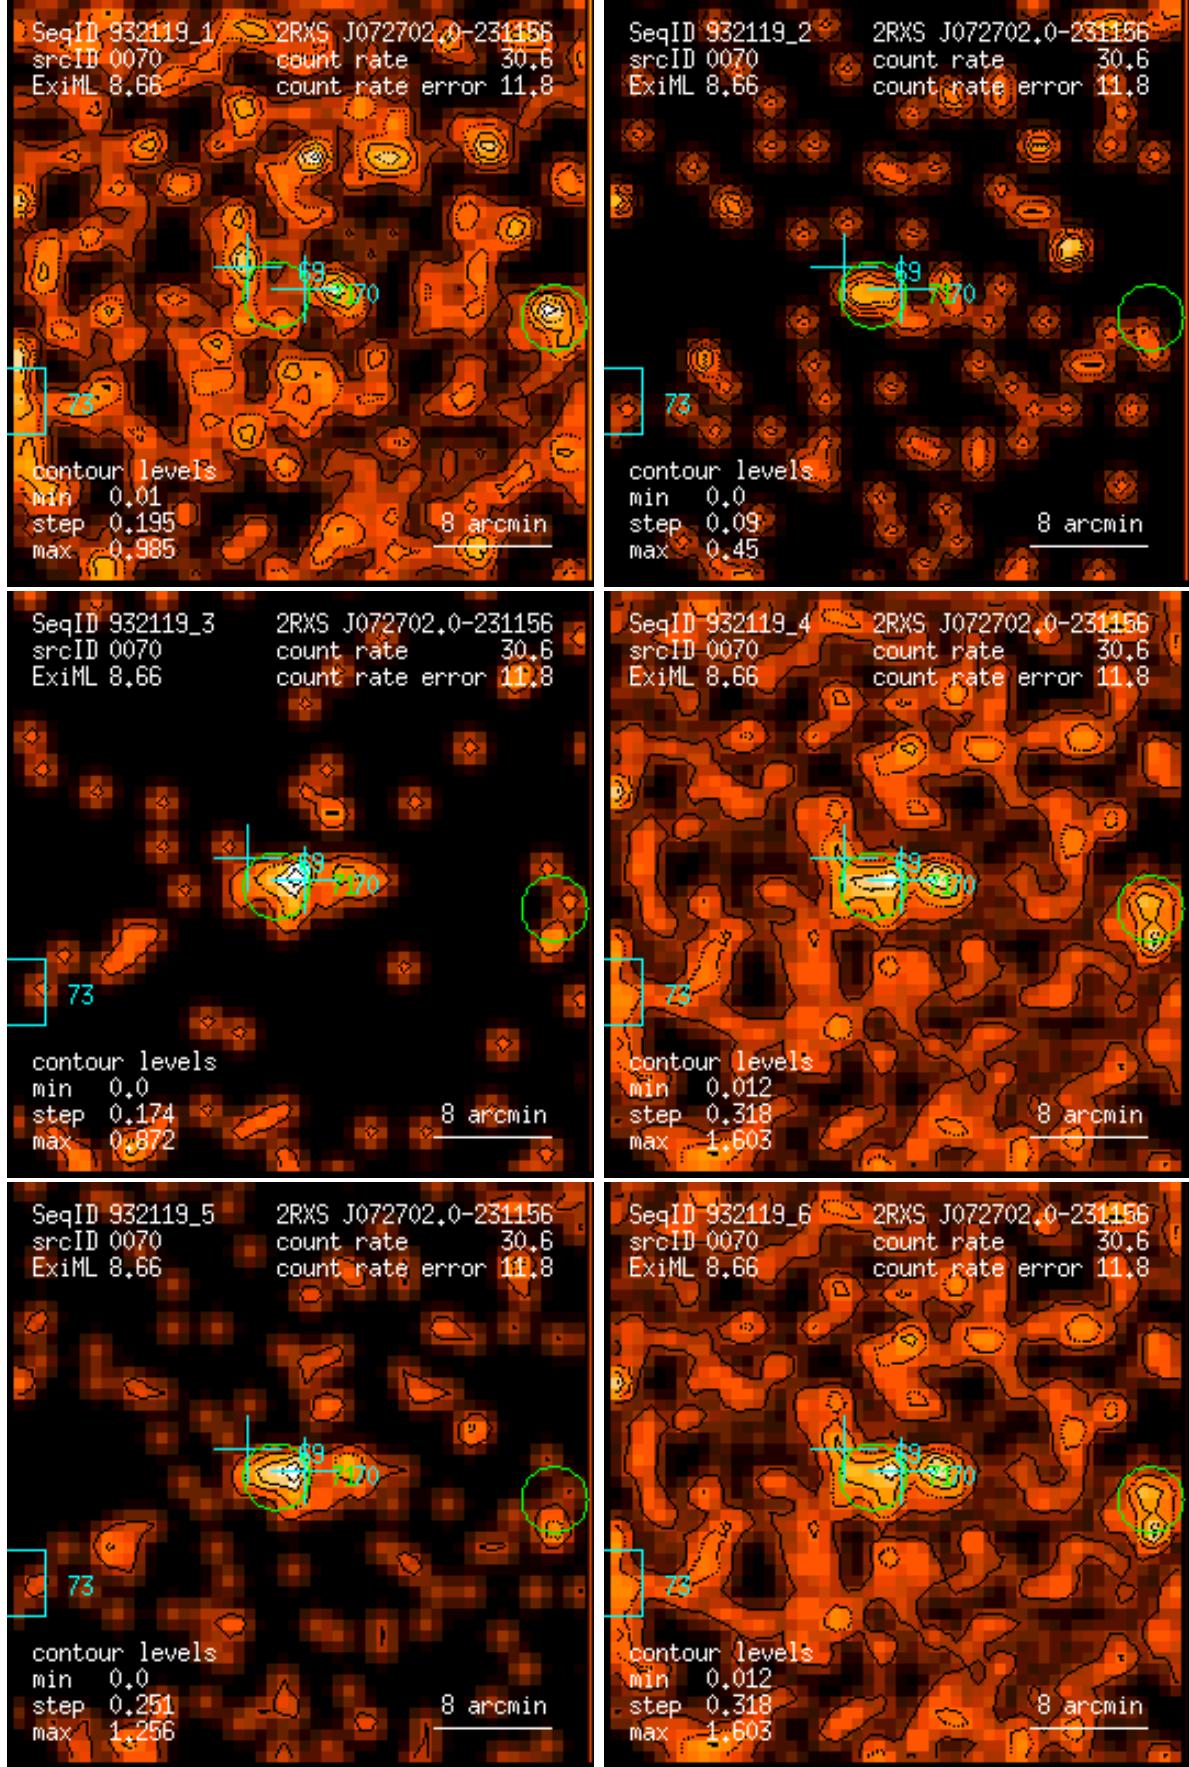 SeqID 932119_1 2RXS J072702.0-231156
srcID 0070 count rate 30.6
ExiML 8.66 count rate error 11.8
69
70
73
contour levels
min 0.01
step 0.195 8 arcmin
max 0.985
SeqID 932119_2 2RXS J072702.0-231156
srcID 0070 count rate 30.6
ExiML 8.66 count rate error 11.8
69
70
73
contour levels
min 0.0
step 0.09 8 arcmin
max 0.45
SeqID 932119_3 2RXS J072702.0-231156
srcID 0070 count rate 30.6
ExiML 8.66 count rate error 11.8
69
70
73
contour levels
min 0.0
step 0.174 8 arcmin
max 0.872
SeqID 932119_4 2RXS J072702.0-231156
srcID 0070 count rate 30.6
ExiML 8.66 count rate error 11.8
69
70
73
contour levels
min 0.012
step 0.318 8 arcmin
max 1.603
SeqID 932119_5 2RXS J072702.0-231156
srcID 0070 count rate 30.6
ExiML 8.66 count rate error 11.8
69
70
73
contour levels
min 0.0
step 0.251 8 arcmin
max 1.256
SeqID 932119_6 2RXS J072702.0-231156
srcID 0070 count rate 30.6
ExiML 8.66 count rate error 11.8
69
70
73
contour levels
min 0.012
step 0.318 8 arcmin
max 1.603